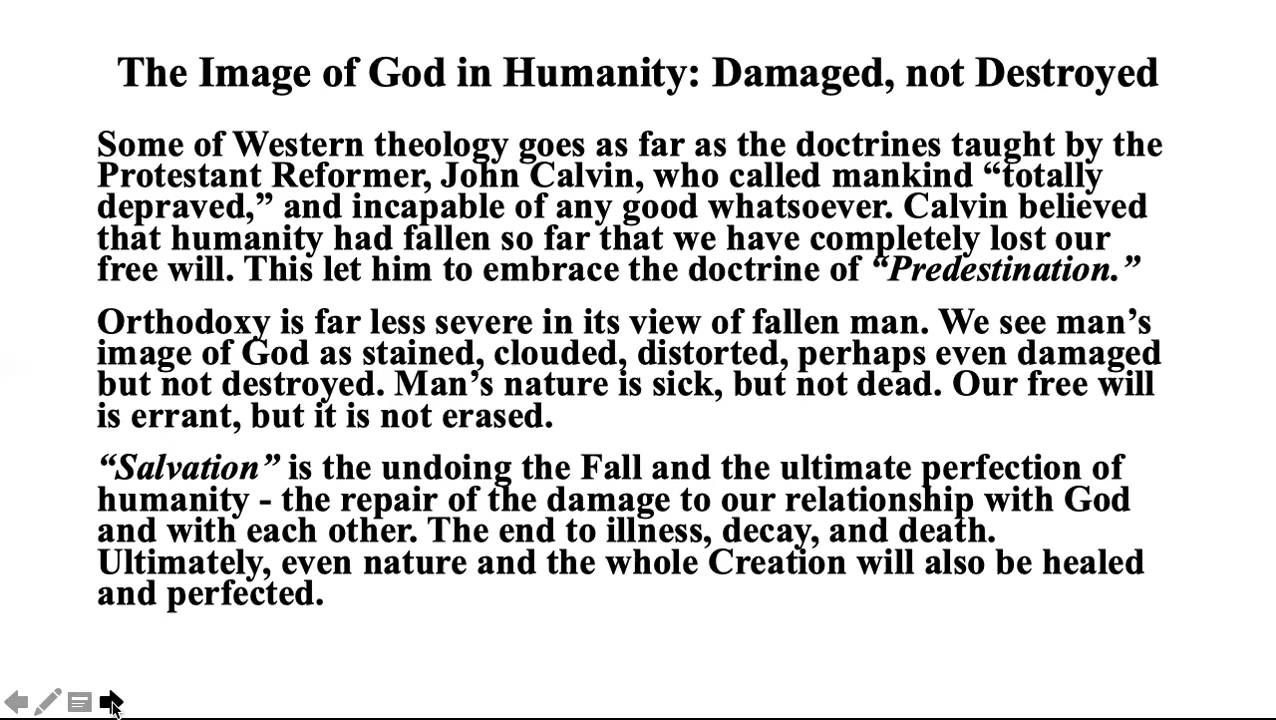 The Image of God in Humanity: Damaged, not Destroyed
Some of Western theology goes as far as the doctrines taught by the
Protestant Reformer, John Calvin, who called mankind “totally
depraved,” and incapable of any good whatsoever. Calvin believed
that humanity had fallen so far that we have completely lost our
free will. This let him to embrace the doctrine of “Predestination.”
Orthodoxy is far less severe in its view of fallen man. We see man’s
image of God as stained, clouded, distorted, perhaps even damaged
but not destroyed. Man’s nature is sick, but not dead. Our free will
is errant, but it is not erased.
“Salvation” is the undoing the Fall and the ultimate perfection of
humanity - the repair of the damage to our relationship with God
and with each other. The end to illness, decay, and death.
Ultimately, even nature and the whole Creation will also be healed
and perfected.